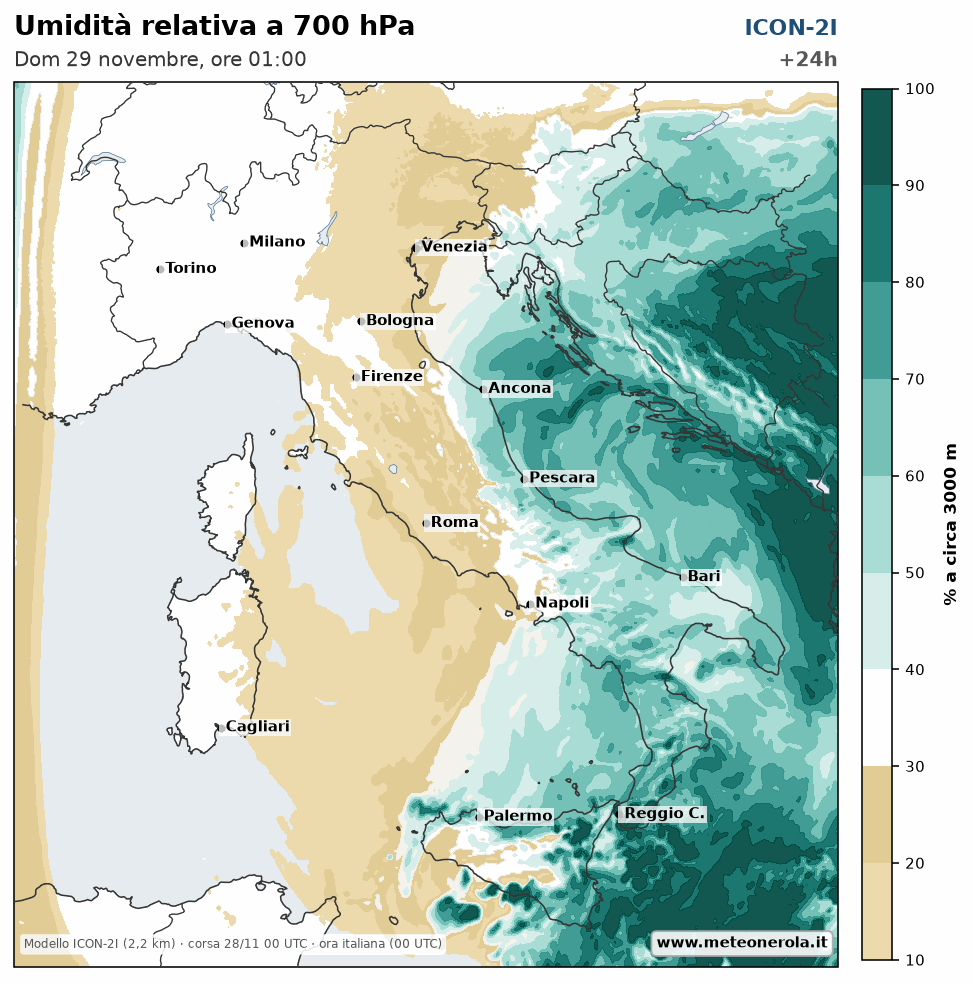 Umidità relativa a 700 hPa
ICON-2I
Dom 29 novembre, ore 01:00
+24h
Milano
Torino
Venezia
Genova
Bologna
Firenze
Ancona
Pescara
Roma
Bari
Napoli
Cagliari
Palermo
Reggio C.
100
90
80
70
60
50
40
30
20
10
% a circa 3000 m
Modello ICON-2I (2,2 km) · corsa 28/11 00 UTC · ora italiana (00 UTC)
www.meteonerola.it